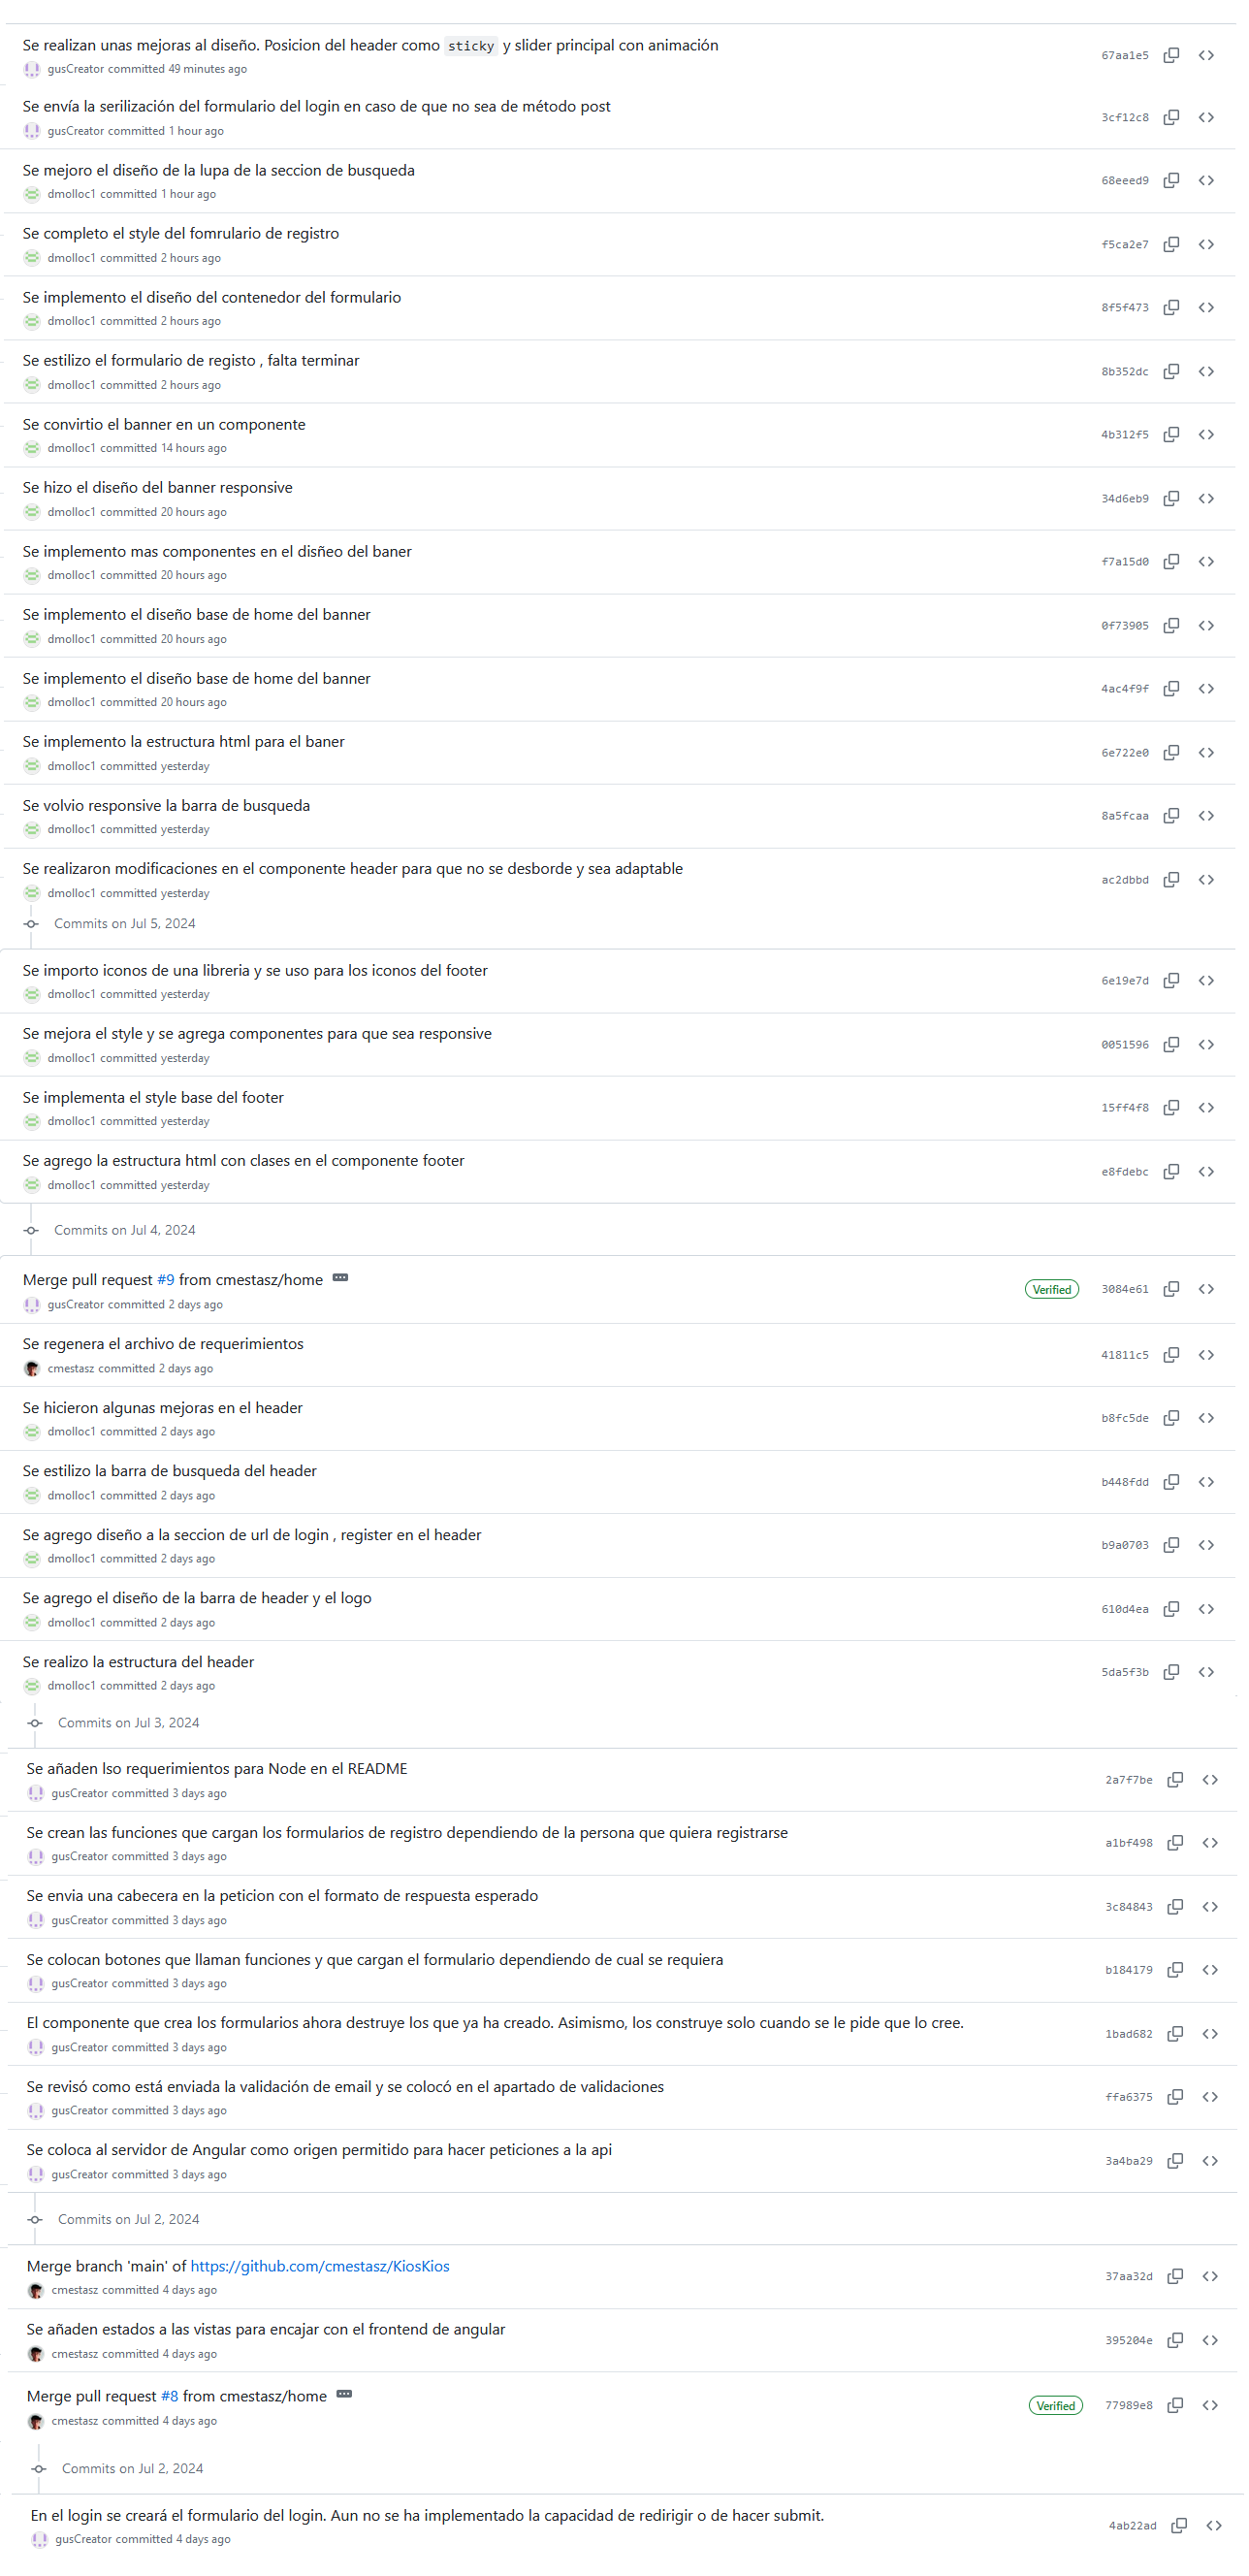 Se realizan unas mejoras al diseño. Posicion del header como sticky y slider principal con animación
gusCreator committed 49 minutes ago
67aa1e5
Se envía la serilización del formulario del login en caso de que no sea de método post
gusCreator committed 1 hour ago
3cf12c8
Se mejoro el diseño de la lupa de la seccion de busqueda
dmolloc1 committed 1 hour ago
68eeed9
Se completo el style del fomrulario de registro
dmolloc1 committed 2 hours ago
f5ca2e7
Se implemento el diseño del contenedor del formulario
dmolloc1 committed 2 hours ago
8f5f473
Se estilizo el formulario de registo , falta terminar
dmolloc1 committed 2 hours ago
8b352dc
Se convirtio el banner en un componente
dmolloc1 committed 14 hours ago
4b312f5
Se hizo el diseño del banner responsive
dmolloc1 committed 20 hours ago
34d6eb9
Se implemento mas componentes en el disñeo del baner
dmolloc1 committed 20 hours ago
f7a15d0
Se implemento el diseño base de home del banner
dmolloc1 committed 20 hours ago
0f73905
Se implemento el diseño base de home del banner
dmolloc1 committed 20 hours ago
4ac4f9f
Se implemento la estructura html para el baner
dmolloc1 committed yesterday
6e722e0
Se volvio responsive la barra de busqueda
dmolloc1 committed yesterday
8a5fcaa
Se realizaron modificaciones en el componente header para que no se desborde y sea adaptable
dmolloc1 committed yesterday
ac2dbbd
Commits on Jul 5, 2024
Se importo iconos de una libreria y se uso para los iconos del footer
dmolloc1 committed yesterday
6e19e7d
Se mejora el style y se agrega componentes para que sea responsive
dmolloc1 committed yesterday
0051596
Se implementa el style base del footer
dmolloc1 committed yesterday
15ff4f8
Se agrego la estructura html con clases en el componente footer
dmolloc1 committed yesterday
e8fdebc
Commits on Jul 4, 2024
Merge pull request #9 from cmestasz/home
gusCreator committed 2 days ago
Verified 3084e61
Se regenera el archivo de requerimientos
cmestasz committed 2 days ago
41811c5
Se hicieron algunas mejoras en el header
dmolloc1 committed 2 days ago
b8fc5de
Se estilizo la barra de busqueda del header
dmolloc1 committed 2 days ago
b448fdd
Se agrego diseño a la seccion de url de login , register en el header
dmolloc1 committed 2 days ago
b9a0703
Se agrego el diseño de la barra de header y el logo
dmolloc1 committed 2 days ago
610d4ea
Se realizo la estructura del header
dmolloc1 committed 2 days ago
5da5f3b
Commits on Jul 3, 2024
Se añaden lso requerimientos para Node en el README
gusCreator committed 3 days ago
2a7f7be
Se crean las funciones que cargan los formularios de registro dependiendo de la persona que quiera registrarse
gusCreator committed 3 days ago
a1bf498
Se envia una cabecera en la peticion con el formato de respuesta esperado
gusCreator committed 3 days ago
3c84843
Se colocan botones que llaman funciones y que cargan el formulario dependiendo de cual se requiera
gusCreator committed 3 days ago
b184179
El componente que crea los formularios ahora destruye los que ya ha creado. Asimismo, los construye solo cuando se le pide que lo cree.
gusCreator committed 3 days ago
1bad682
Se revisó como está enviada la validación de email y se colocó en el apartado de validaciones
gusCreator committed 3 days ago
ffa6375
Se coloca al servidor de Angular como origen permitido para hacer peticiones a la api
gusCreator committed 3 days ago
3a4ba29
Commits on Jul 2, 2024
Merge branch 'main' of https://github.com/cmestasz/KiosKios
cmestasz committed 4 days ago
37aa32d
Se añaden estados a las vistas para encajar con el frontend de angular
cmestasz committed 4 days ago
395204e
Merge pull request #8 from cmestasz/home
cmestasz committed 4 days ago
Verified 77989e8
Commits on Jul 2, 2024
En el login se creará el formulario del login. Aun no se ha implementado la capacidad de redirigir o de hacer submit.
gusCreator committed 4 days ago
4ab22ad